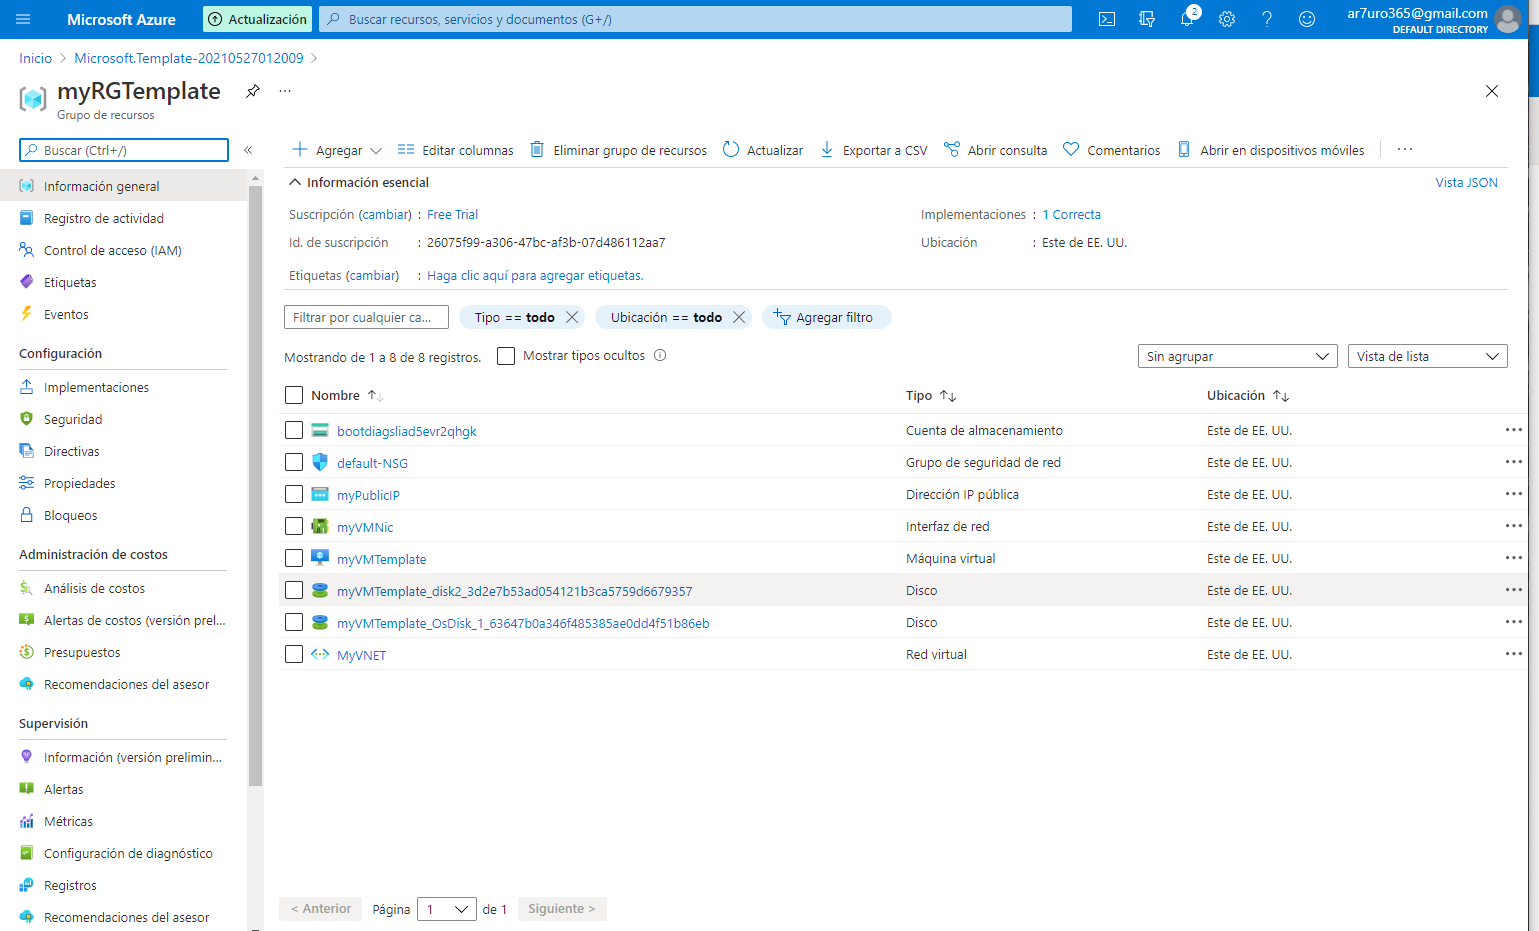 Microsoft Azure
Actualización
Buscar recursos, servicios y documentos (G+/)
2
ar7uro365@gmail.com
DEFAULT DIRECTORY
Inicio > Microsoft.Template-20210527012009 >
myRGTemplate ...
Grupo de recursos
Buscar (Ctrl+/)
«
Información general
Registro de actividad
Control de acceso (IAM)
Etiquetas
Eventos
Configuración
Implementaciones
Seguridad
Directivas
Propiedades
Bloqueos
Administración de costos
Análisis de costos
Alertas de costos (versión prel...
Presupuestos
Recomendaciones del asesor
Supervisión
Información (versión prelimin...
Alertas
Métricas
Configuración de diagnóstico
Registros
Recomendaciones del asesor
Agregar Editar columnas Eliminar grupo de recursos Actualizar Exportar a CSV Abrir consulta Comentarios Abrir en dispositivos móviles ...
Información esencial Vista JSON
Suscripción (cambiar) : Free Trial
Id. de suscripción : 26075f99-a306-47bc-af3b-07d486112aa7
Etiquetas (cambiar) : Haga clic aquí para agregar etiquetas.
Implementaciones : 1 Correcta
Ubicación : Este de EE. UU.
Filtrar por cualquier ca... Tipo == todo Ubicación == todo Agregar filtro
Mostrando de 1 a 8 de 8 registros. Mostrar tipos ocultos Sin agrupar Vista de lista
Nombre Tipo Ubicación
bootdiagsliad5evr2qhgk Cuenta de almacenamiento Este de EE. UU. ...
default-NSG Grupo de seguridad de red Este de EE. UU. ...
myPublicIP Dirección IP pública Este de EE. UU. ...
myVMNic Interfaz de red Este de EE. UU. ...
myVMTemplate Máquina virtual Este de EE. UU. ...
myVMTemplate_disk2_3d2e7b53ad054121b3ca5759d6679357 Disco Este de EE. UU. ...
myVMTemplate_OsDisk_1_63647b0a346f485385ae0dd4f51b86eb Disco Este de EE. UU. ...
MyVNET Red virtual Este de EE. UU. ...
< Anterior Página 1 de 1 Siguiente >